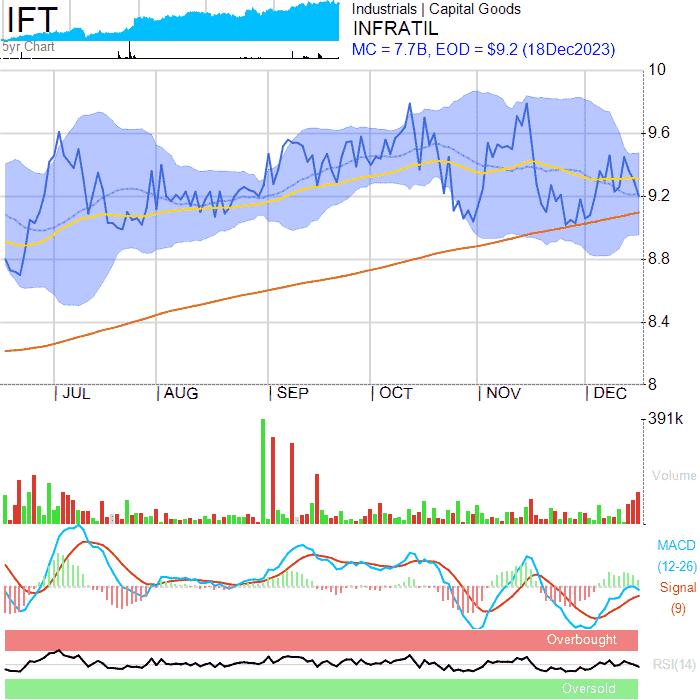 IFT
5yr Chart
Industrials | Capital Goods
INFRATIL
MC = 7.7B, EOD = $9.2 (18Dec2023)
10
9.6
9.2
8.8
8.4
8
JUL AUG SEP OCT NOV DEC
391k
Volume
MACD
(12-26)
Signal
(9)
Overbought
RSI(14)
Oversold